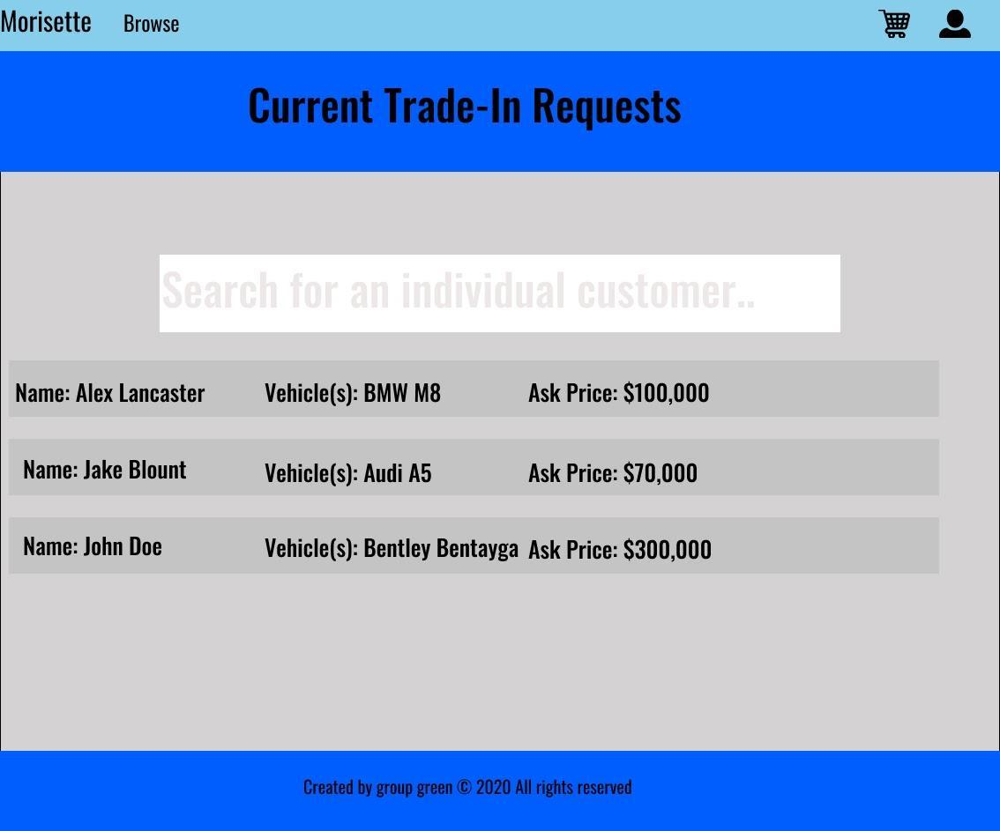 Morisette Browse
Current Trade-In Requests
Search for an individual customer..
Name: Alex Lancaster Vehicle(s): BMW M8 Ask Price: $100,000
Name: Jake Blount Vehicle(s): Audi A5 Ask Price: $70,000
Name: John Doe Vehicle(s): Bentley Bentayga Ask Price: $300,000
Created by group green © 2020 All rights reserved